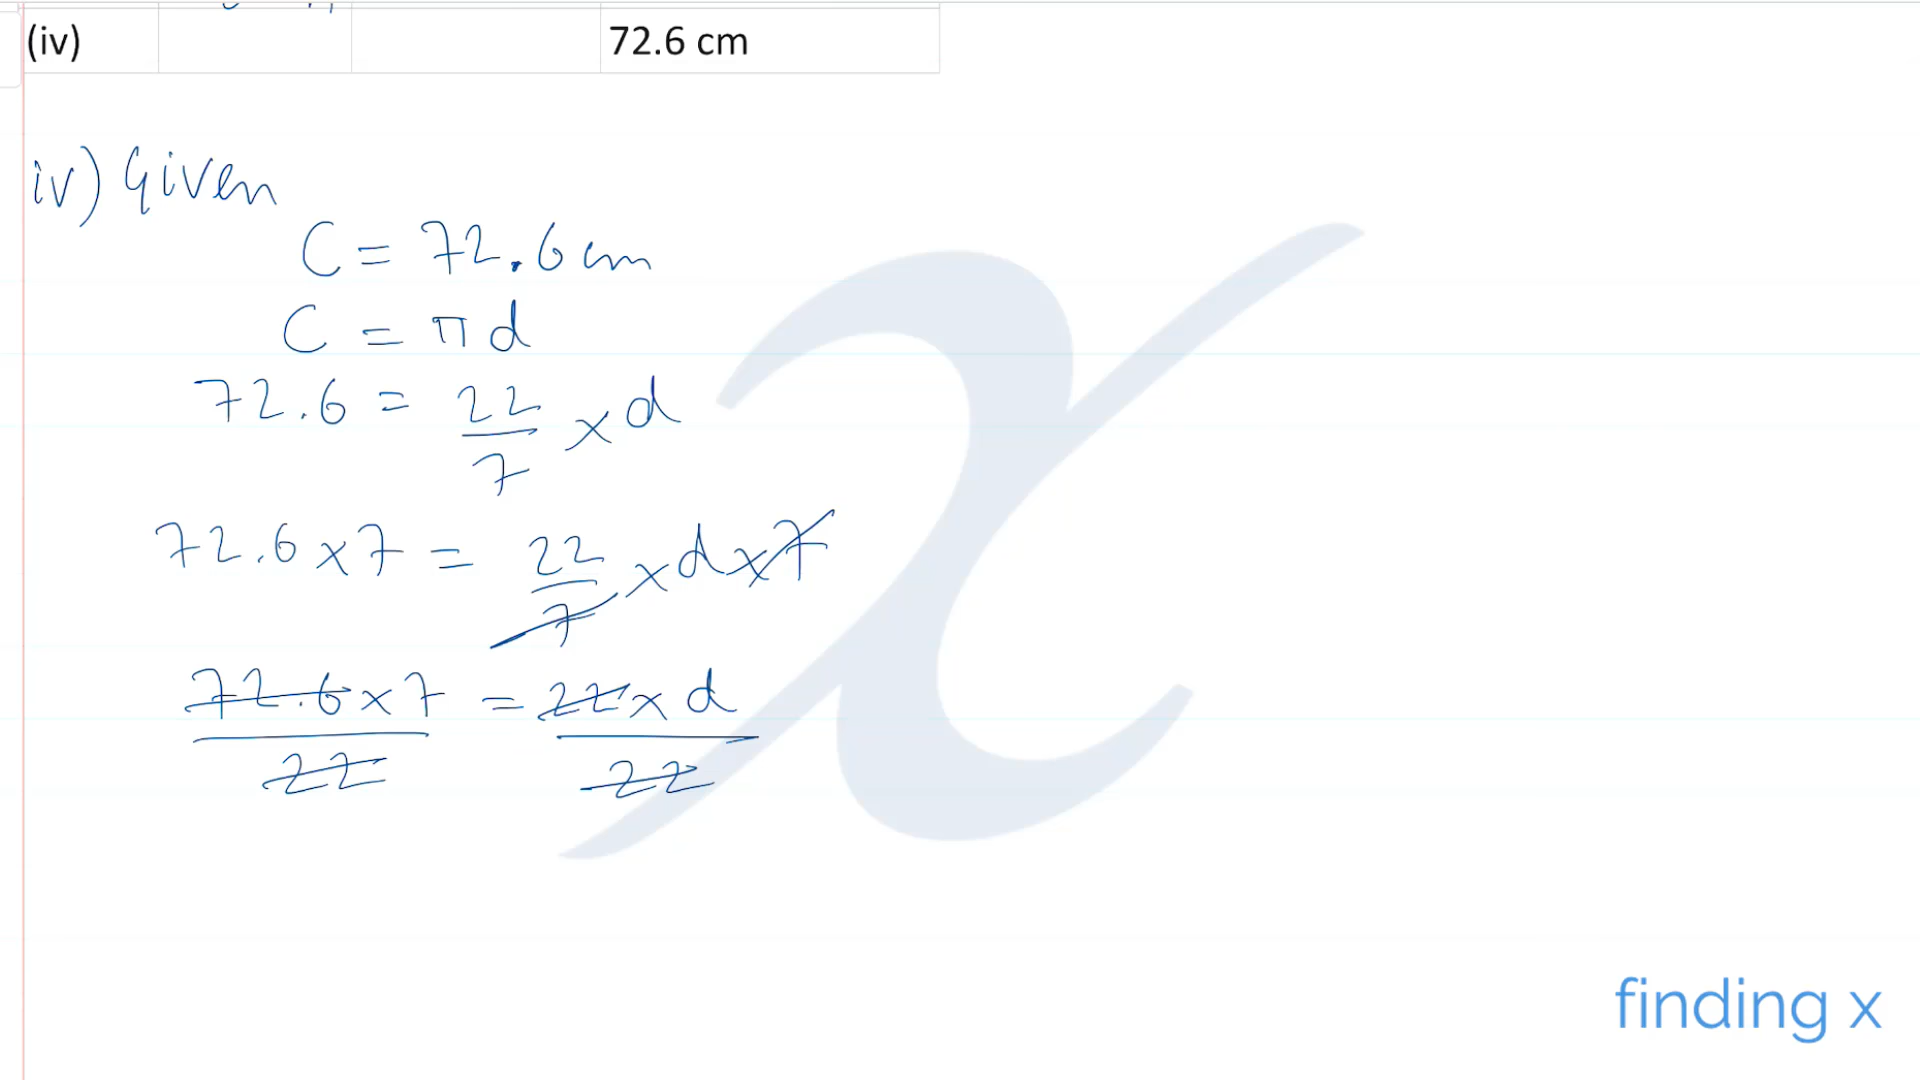 (iv) 72.6 cm
iv) Given
C = 72.6 cm
C = π d
72.6 = 22/7 × d
72.6 × 7 = 22/7 × d × 7
72.6 × 7 / 22 = 22 × d / 22
finding x